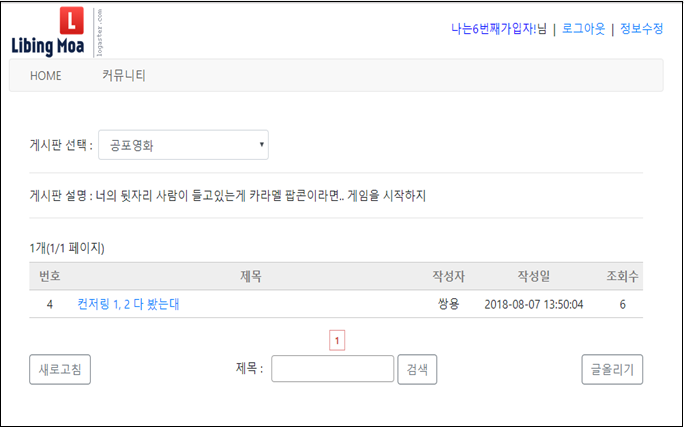 L
Libing Moa
logaster.com
나는6번째가입자!님 | 로그아웃 | 정보수정
HOME 커뮤니티
게시판 선택 : 공포영화
게시판 설명 : 너의 뒷자리 사람이 들고있는게 카라멜 팝콘이라면.. 게임을 시작하지
1개(1/1 페이지)
번호 제목 작성자 작성일 조회수
4 컨저링 1, 2 다 봤는대 쌍용 2018-08-07 13:50:04 6
1
새로고침 제목 : 검색 글올리기